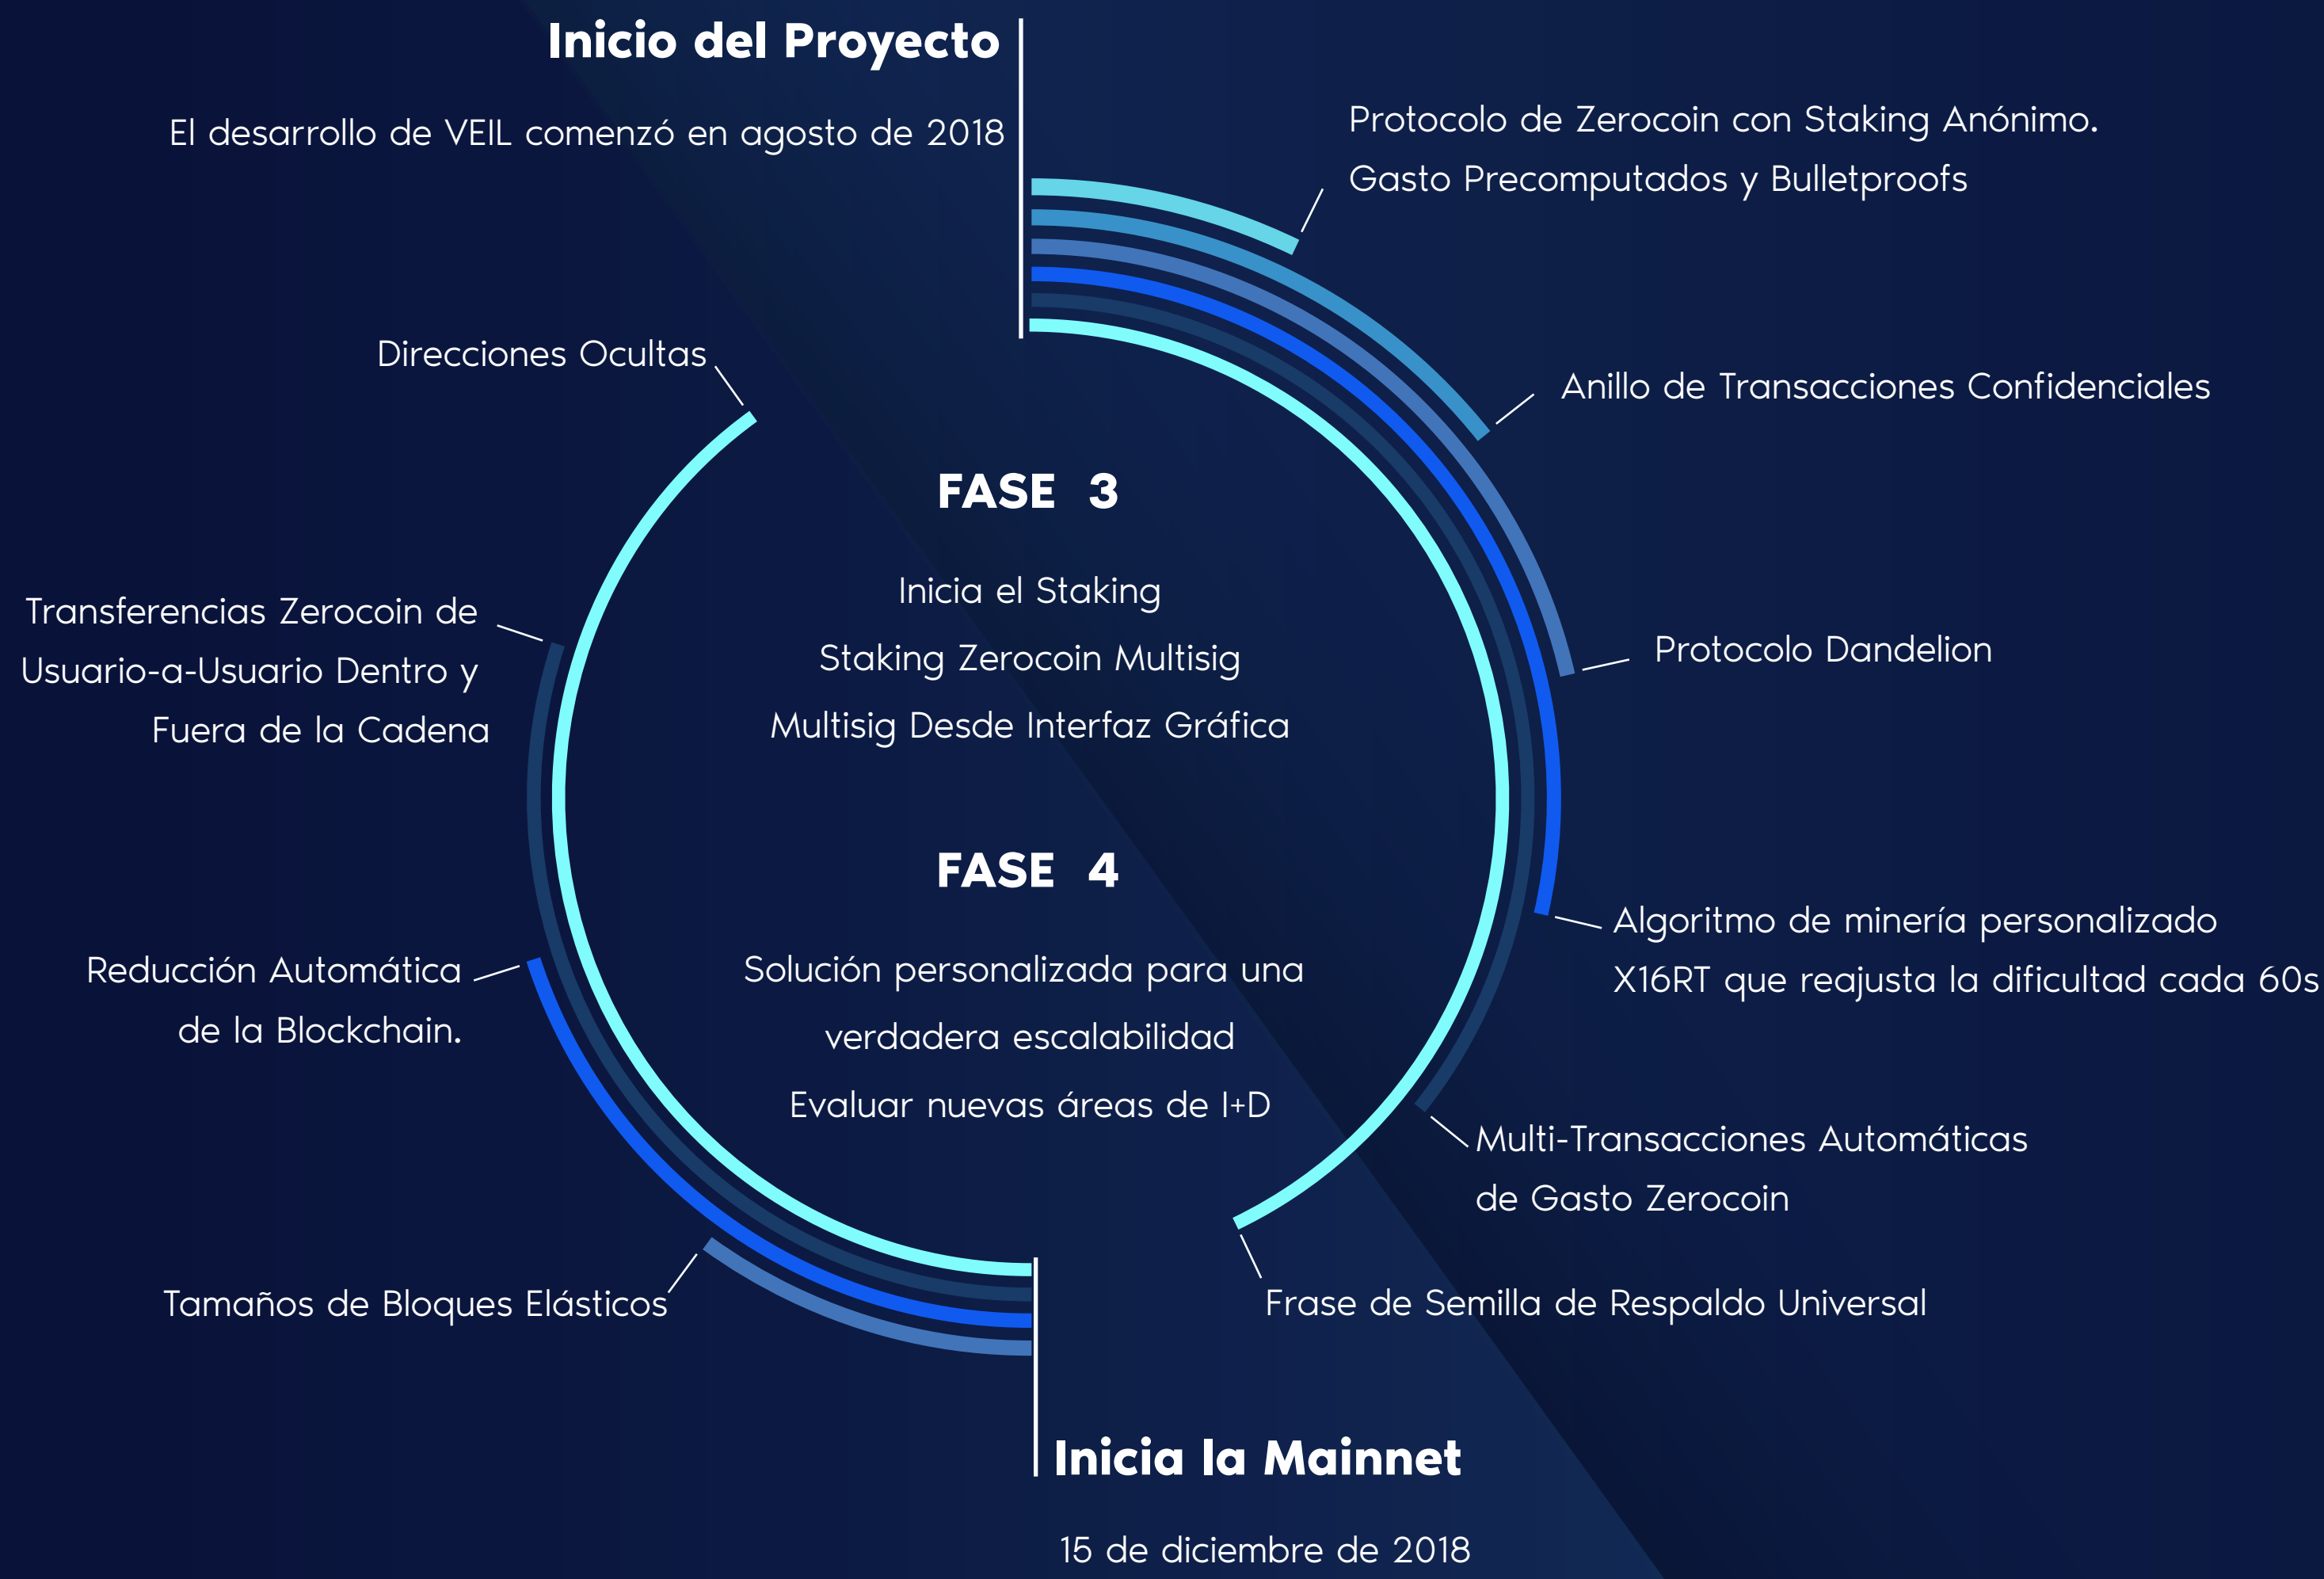 Inicio del Proyecto
El desarrollo de VEIL comenzó en agosto de 2018
Protocolo de Zerocoin con Staking Anónimo.
Gasto Precomputados y Bulletproofs
Anillo de Transacciones Confidenciales
Protocolo Dandelion
Algoritmo de minería personalizado
X16RT que reajusta la dificultad cada 60s
Multi-Transacciones Automáticas
de Gasto Zerocoin
Frase de Semilla de Respaldo Universal
Inicia la Mainnet
15 de diciembre de 2018
Tamaños de Bloques Elásticos
Reducción Automática
de la Blockchain.
Transferencias Zerocoin de
Usuario-a-Usuario Dentro y
Fuera de la Cadena
Direcciones Ocultas
FASE 3
Inicia el Staking
Staking Zerocoin Multisig
Multisig Desde Interfaz Gráfica
FASE 4
Solución personalizada para una
verdadera escalabilidad
Evaluar nuevas áreas de I+D